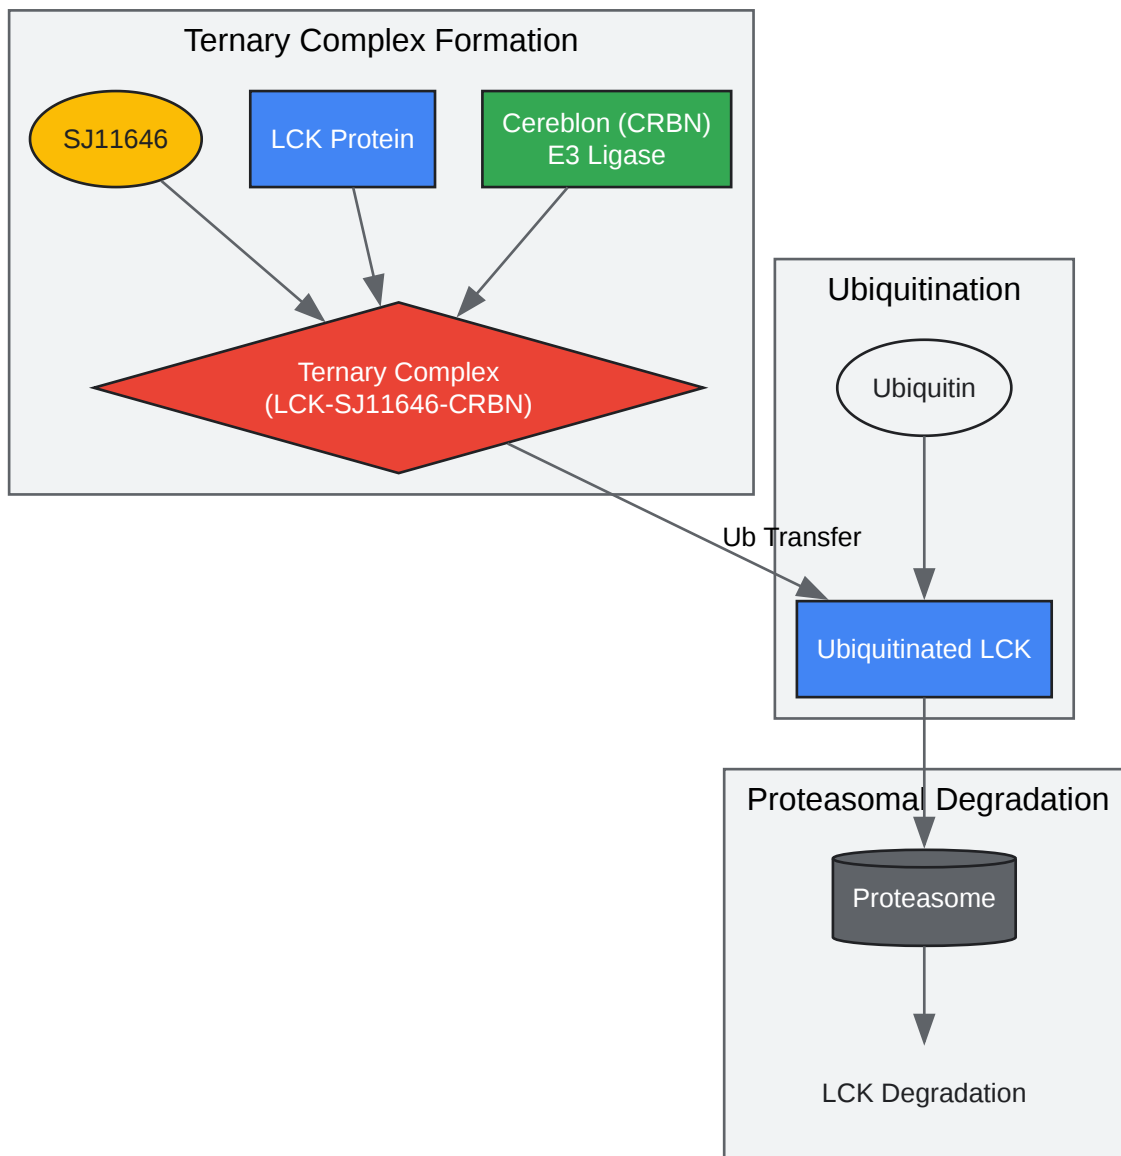 Ternary Complex Formation
SJ11646
LCK Protein
Cereblon (CRBN)
E3 Ligase
Ternary Complex
(LCK-SJ11646-CRBN)
Ubiquitination
Ubiquitin
Ub Transfer
Ubiquitinated LCK
Proteasomal Degradation
Proteasome
LCK Degradation